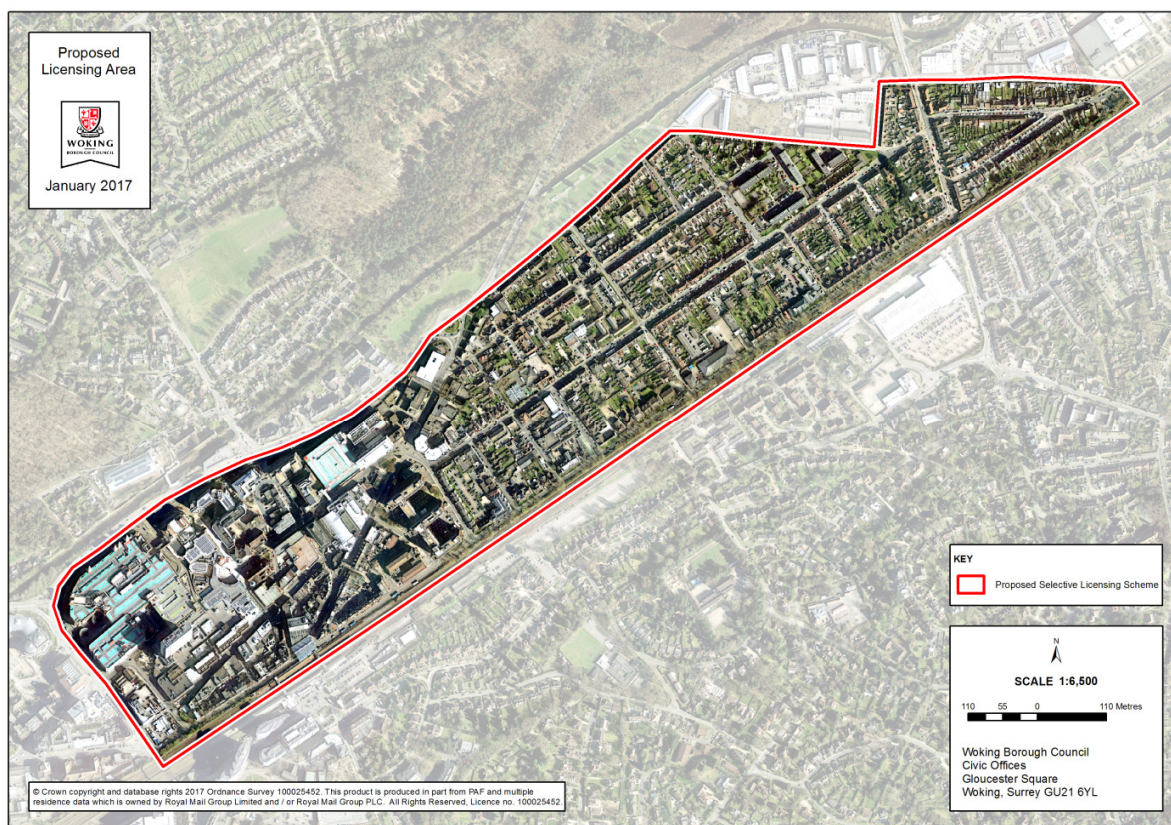 Proposed
Licensing Area
WOKING
BOROUGH COUNCIL
January 2017
KEY
Proposed Selective Licensing Scheme
N
SCALE 1:6,500
110 55 0 110 Metres
Woking Borough Council
Civic Offices
Gloucester Square
Woking, Surrey GU21 6YL
© Crown copyright and database rights 2017 Ordnance Survey 100025452. This product is produced in part from PAF and multiple
residence data which is owned by Royal Mail Group Limited and / or Royal Mail Group PLC. All Rights Reserved, Licence no. 100025452.